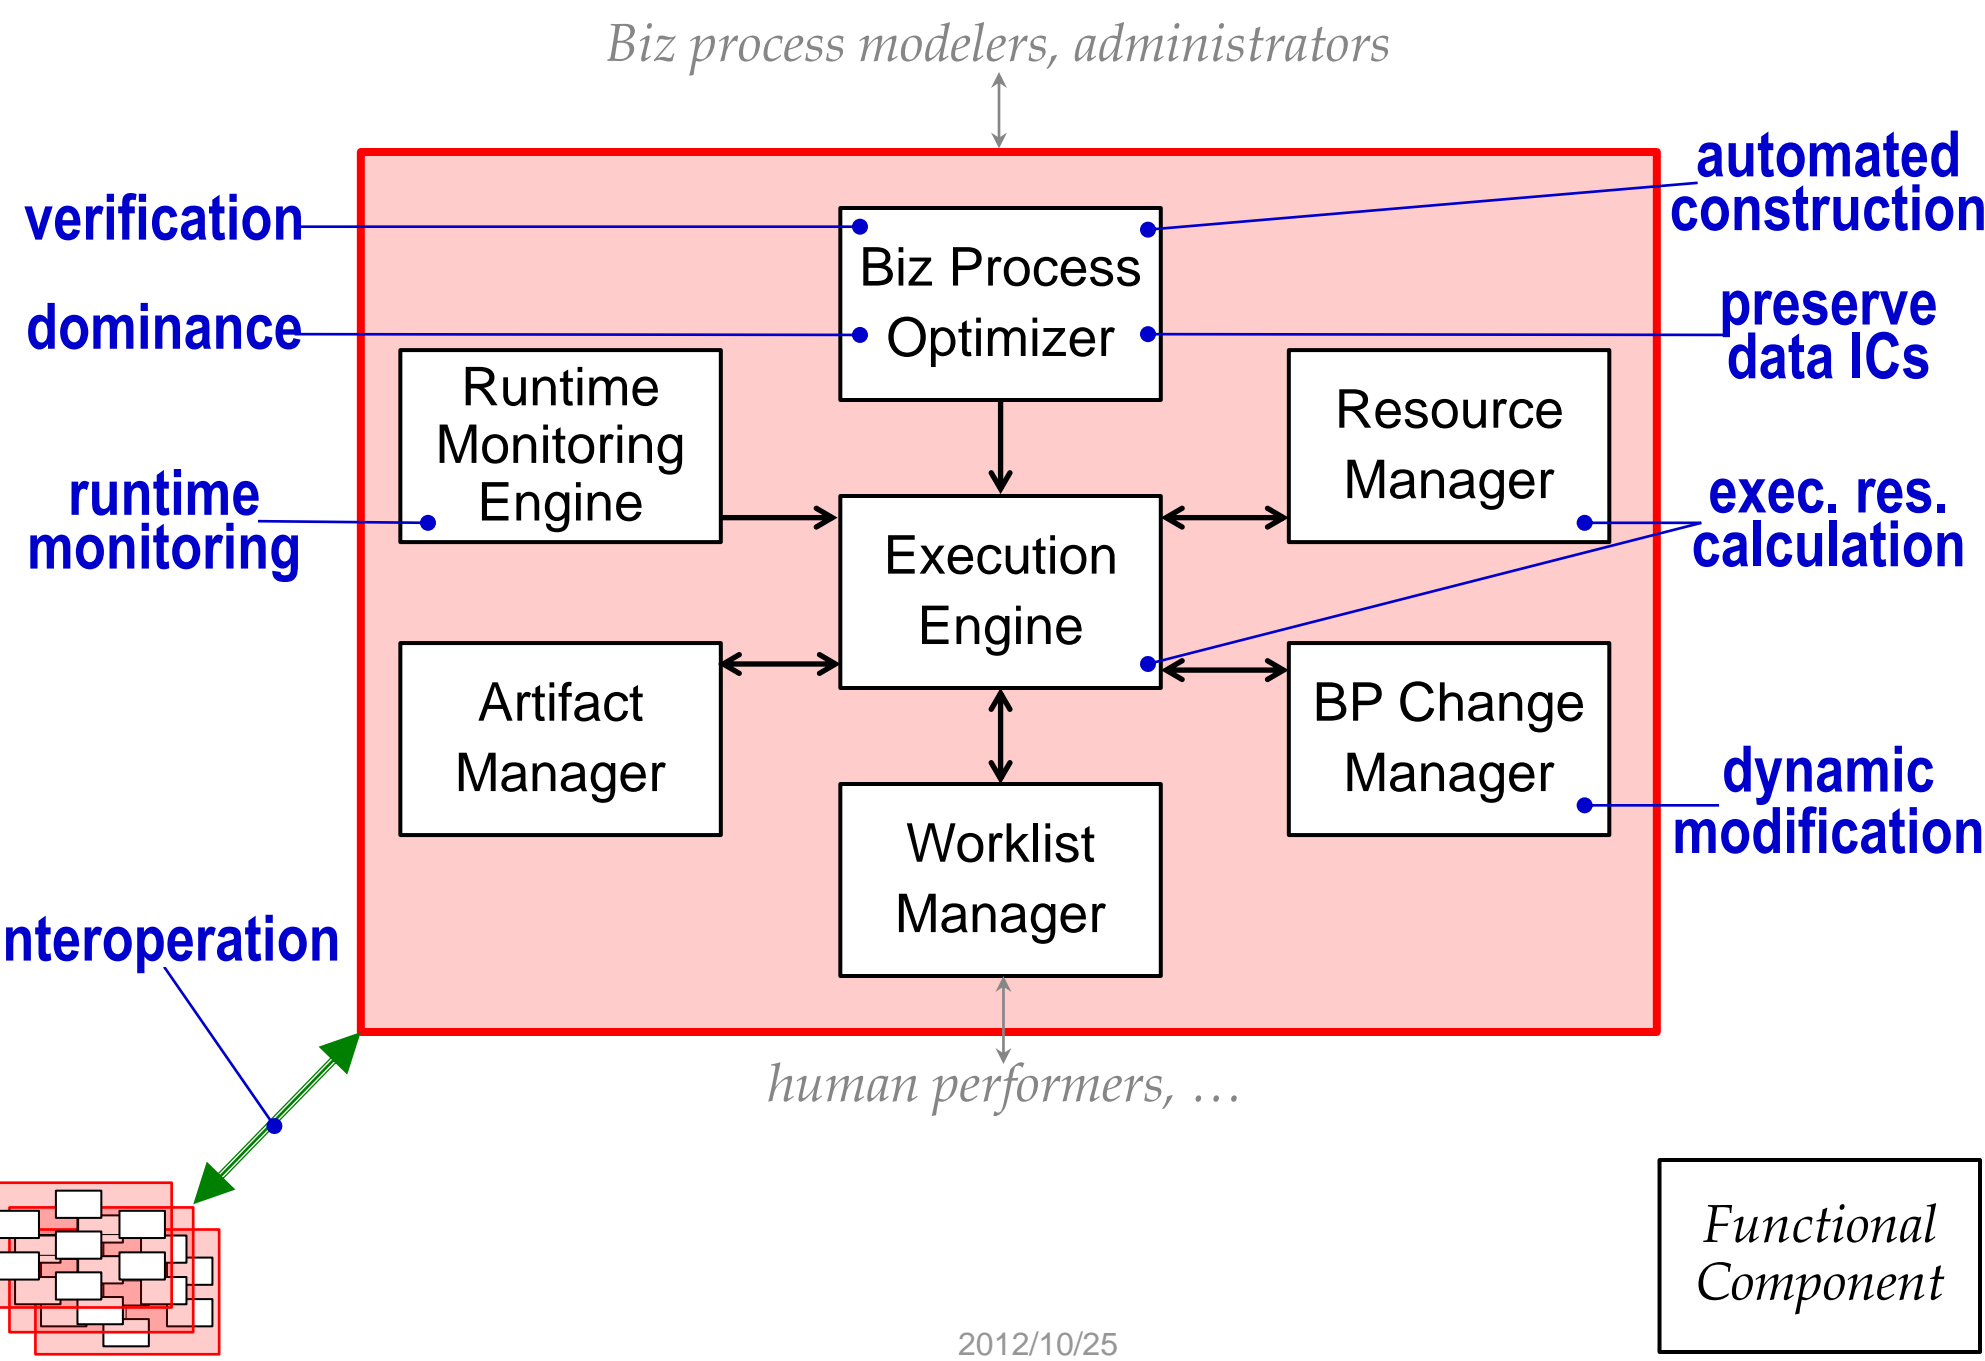 Biz process modelers, administrators
automated
construction
verification
Biz Process
Optimizer
dominance
preserve
data ICs
Runtime
Monitoring
Engine
Resource
Manager
runtime
monitoring
exec. res.
calculation
Execution
Engine
Artifact
Manager
BP Change
Manager
dynamic
modification
Worklist
Manager
nteroperation
human performers, …
Functional
Component
2012/10/25